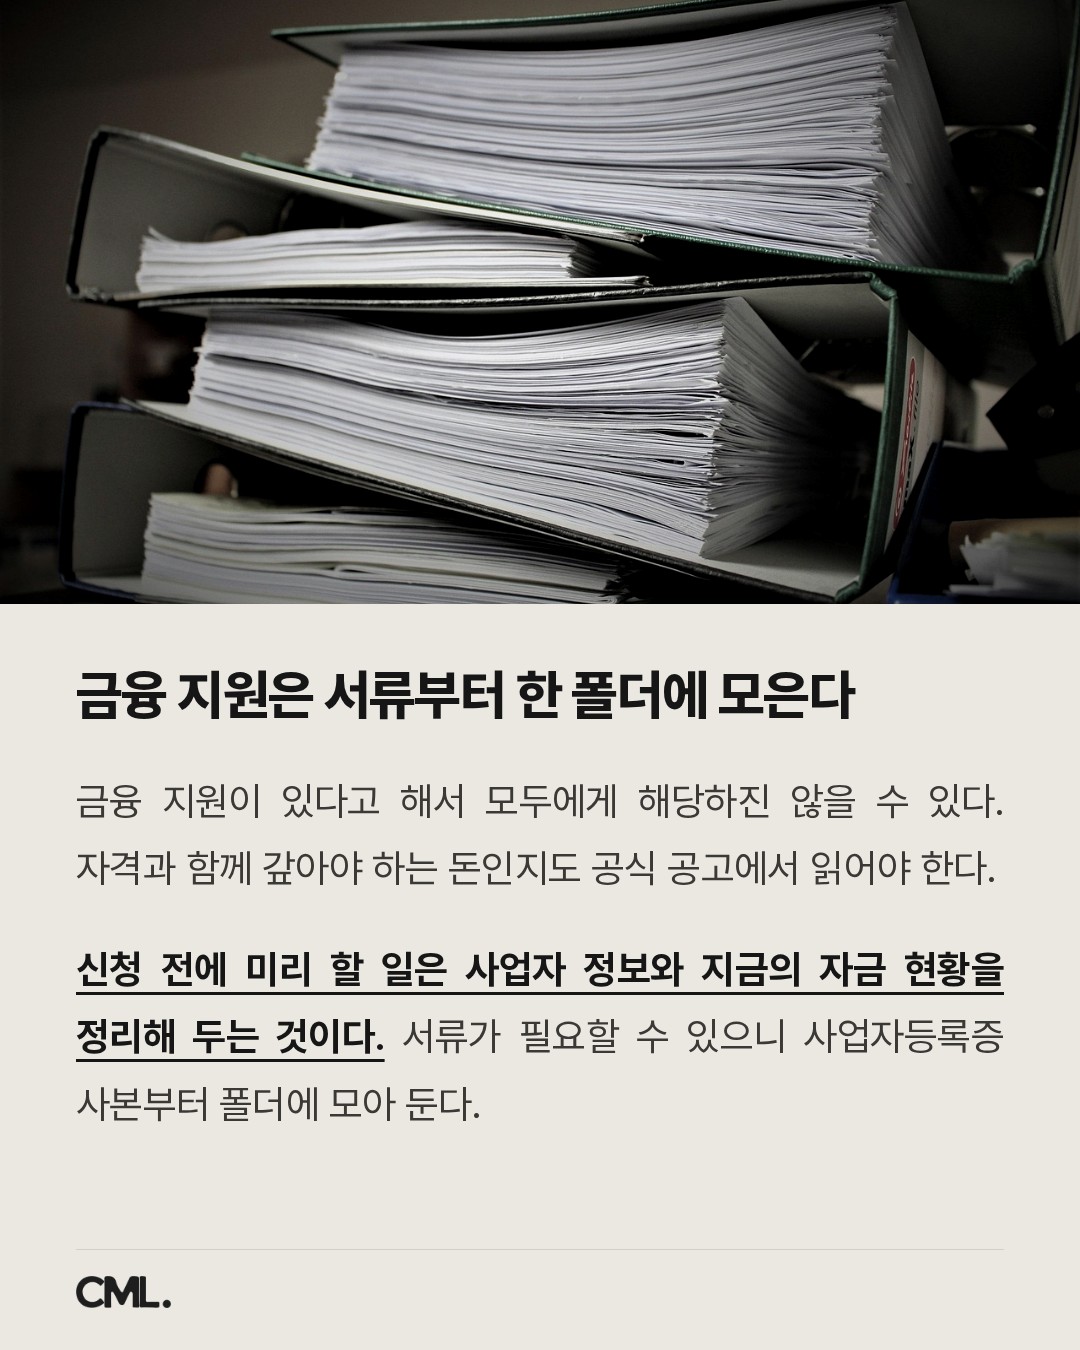 금융 지원은 서류부터 한 폴더에 모은다
금융 지원이 있다고 해서 모두에게 해당하진 않을 수 있다.
자격과 함께 갚아야 하는 돈인지도 공식 공고에서 읽어야 한다.
신청 전에 미리 할 일은 사업자 정보와 지금의 자금 현황을
정리해 두는 것이다. 서류가 필요할 수 있으니 사업자등록증
사본부터 폴더에 모아 둔다.
CML.